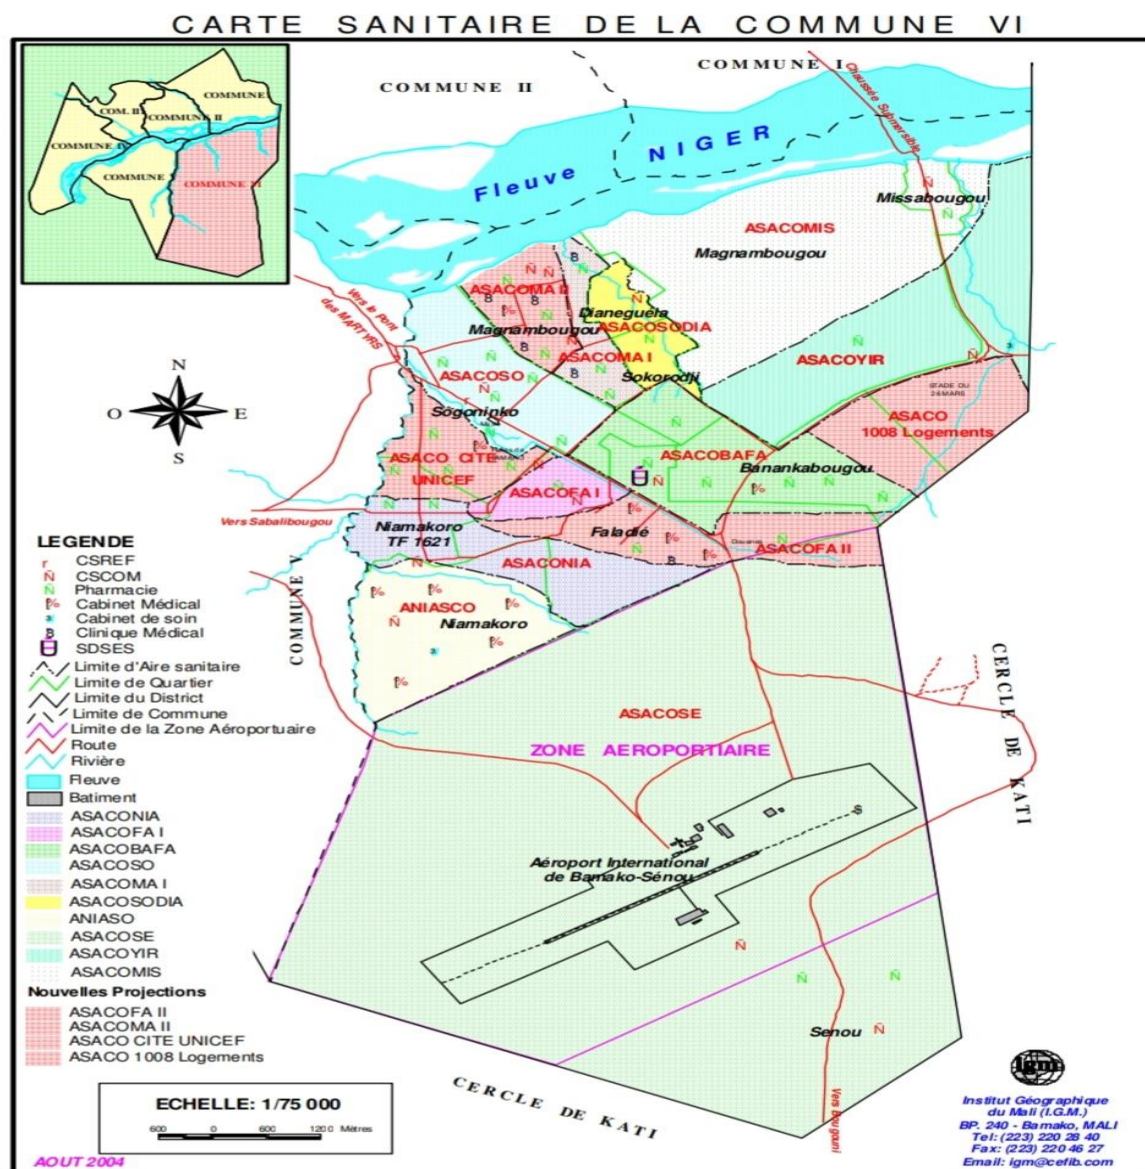 CARTE SANITAIRE DE LA COMMUNE VI
COMMUNE I
COMMUNE II
COM. III
COMMUNE II
COMMUNE IV
COMMUNE
COMMUNE VI
COMMUNE I
COMMUNE II
Chaussée Submersible
Fleuve NIGER
Missabougou
ASACOMIS
Magnambougou
ASACOMA II
Dianeguéla
Magnambougou
ASACOSODIA
ASACOMA I
Sokorodji
ASACOYIR
Vers le Pont
des MARTYRS
ASACOSO
Sogoninko
STADE DU
26 MARS
ASACO
1008 Logements
N
O
E
S
ASACO CITE
UNICEF
ASACOBAFA
Banankabougou
ASACOFA I
Vers Sabalibougou
Niamakoro
TF 1621
Faladié
Douanes
ASACOFA II
ASACONIA
ANIASCO
Niamakoro
COMMUNE V
CERCLE DE KATI
ASACOSE
ZONE AEROPORTIAIRE
Aéroport International
de Bamako-Sénou
Senou
Vers Bougouni
CERCLE DE KATI
LEGENDE
r CSREF
Ñ CSCOM
Ñ Pharmacie
Cabinet Médical
Cabinet de soin
Clinique Médical
SDSES
Limite d'Aire sanitaire
Limite de Quartier
Limite du District
Limite de Commune
Limite de la Zone Aéroportuaire
Route
Rivière
Fleuve
Batiment
ASACONIA
ASACOFA I
ASACOBAFA
ASACOSO
ASACOMA I
ASACOSODIA
ANIASO
ASACOSE
ASACOYIR
ASACOMIS
Nouvelles Projections
ASACOFA II
ASACOMA II
ASACO CITE UNICEF
ASACO 1008 Logements
ECHELLE: 1/75 000
600 0 600 1200 Mètres
AOUT 2004
igm
Institut Géographique
du Mali (I.G.M.)
BP. 240 - Bamako, MALI
Tel: (223) 220 28 40
Fax: (223) 220 46 27
Email: igm@cefib.com